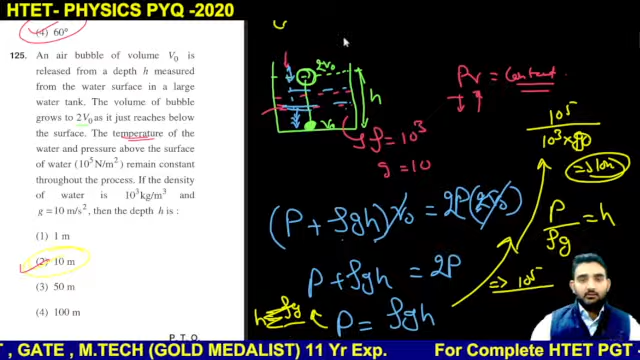 HTET- PHYSICS PYQ -2020
(4) 60°
125. An air bubble of volume V₀ is
released from a depth h measured
from the water surface in a large
water tank. The volume of bubble
grows to 2V₀ as it just reaches below
the surface. The temperature of the
water and pressure above the surface
of water (10⁵ N/m²) remain constant
throughout the process. If the density
of water is 10³ kg/m³ and
g = 10 m/s², then the depth h is :
(1) 1 m
(2) 10 m
(3) 50 m
(4) 100 m
P.T.O.
2V₀
h
V₀
ρ = 10³
g = 10
PV = constant
(P + ρgh) V₀ = 2P(2V₀)
P + ρgh = 2P
P = ρgh
P/ρg = h
⇒ 10⁵
10⁵
10³×10
⇒ 10m
T , GATE , M.TECH (GOLD MEDALIST) 11 Yr Exp.
For Complete HTET PGT -